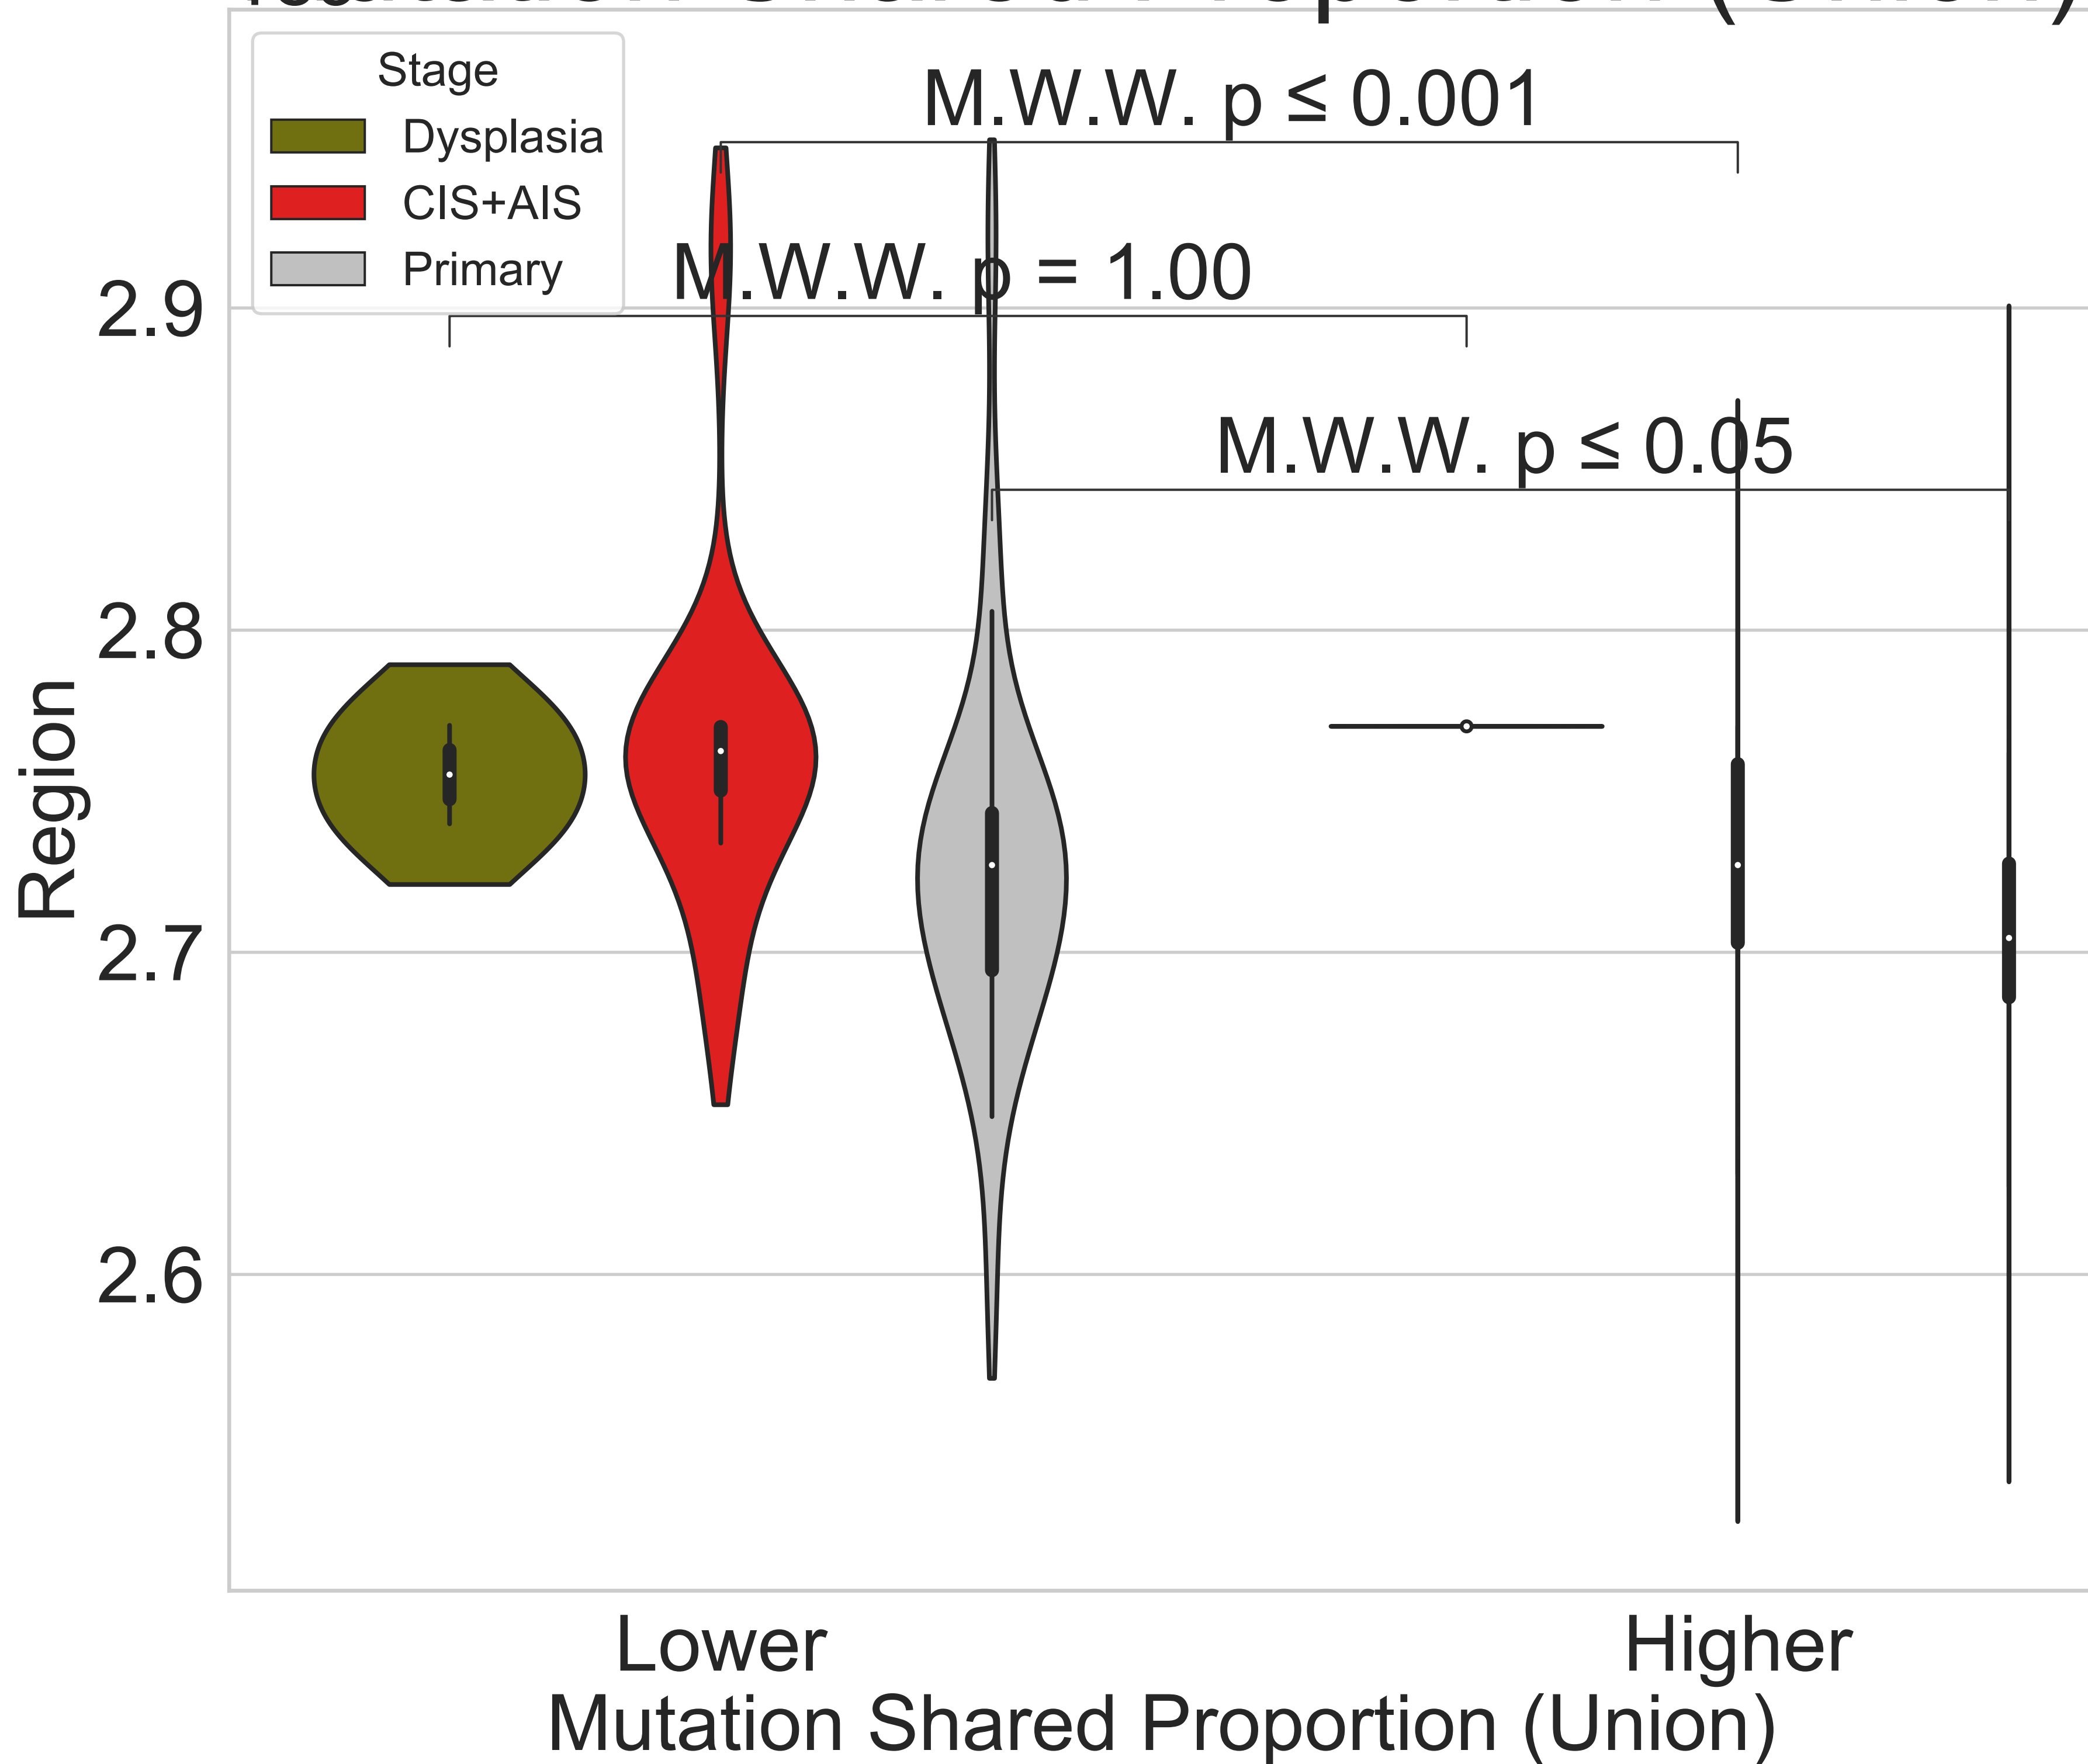 Stage
Dysplasia
CIS+AIS
Primary
M.W.W. p ≤ 0.001
M.W.W. p = 1.00
M.W.W. p ≤ 0.05
2.9
2.8
2.7
2.6
Region
Lower
Higher
Mutation Shared Proportion (Union)